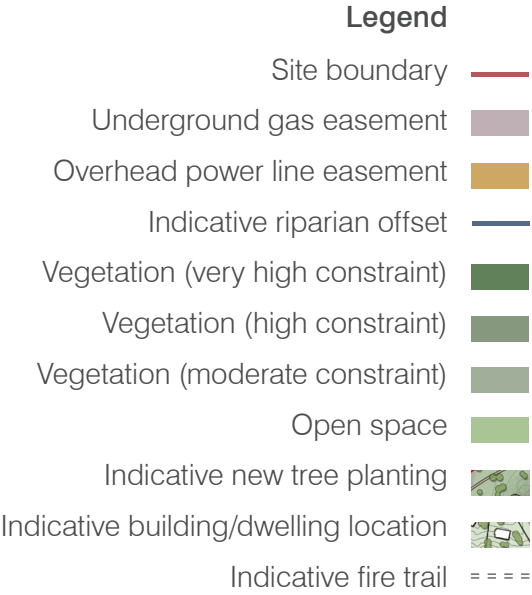 Legend
Site boundary
Underground gas easement
Overhead power line easement
Indicative riparian offset
Vegetation (very high constraint)
Vegetation (high constraint)
Vegetation (moderate constraint)
Open space
Indicative new tree planting
Indicative building/dwelling location
Indicative fire trail